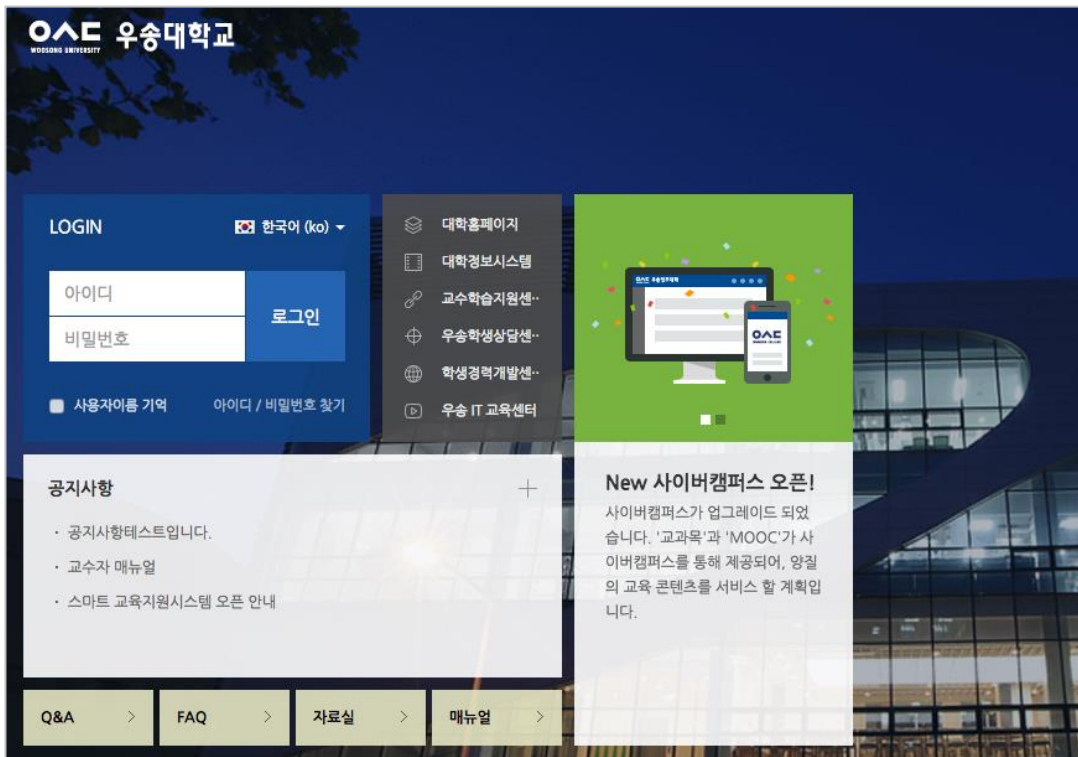 우송대학교
WOOSONG UNIVERSITY
LOGIN
한국어 (ko)
아이디
비밀번호
로그인
사용자이름 기억
아이디 / 비밀번호 찾기
대학홈페이지
대학정보시스템
교수학습지원센··
우송학생상담센··
학생경력개발센··
우송 IT 교육센터
공지사항
· 공지사항테스트입니다.
· 교수자 매뉴얼
· 스마트 교육지원시스템 오픈 안내
New 사이버캠퍼스 오픈!
사이버캠퍼스가 업그레이드 되었
습니다. '교과목'과 'MOOC'가 사
이버캠퍼스를 통해 제공되어, 양질
의 교육 콘텐츠를 서비스 할 계획입
니다.
Q&A
FAQ
자료실
매뉴얼